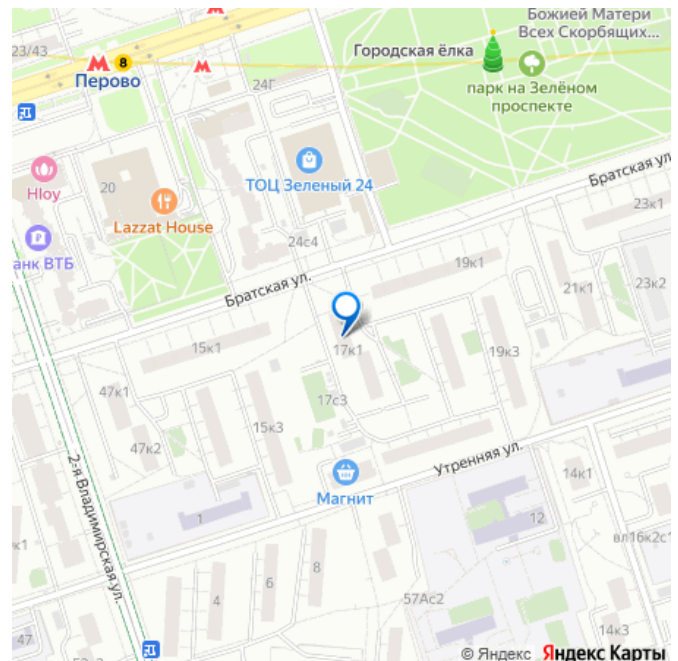 Божией Матери
Всех Скорбящих...
23/43
Городская ёлка
М 8 М
Перово
24Г
парк на Зелёном
проспекте
Hloy
20
ТОЦ Зеленый 24
Братская ул
Lazzat House
23к1
24с4
анк ВТБ
19к1
Братская ул.
21к1
23к2
15к1
17к1
19к3
47к1
17с3
15к3
47к2
Утренняя ул.
2-я Владимирская ул.
14к1
Магнит
1
12
к1
вл16к2с1
8
6
4
57Ас2
14к3
47
© Яндекс Яндекс Карты